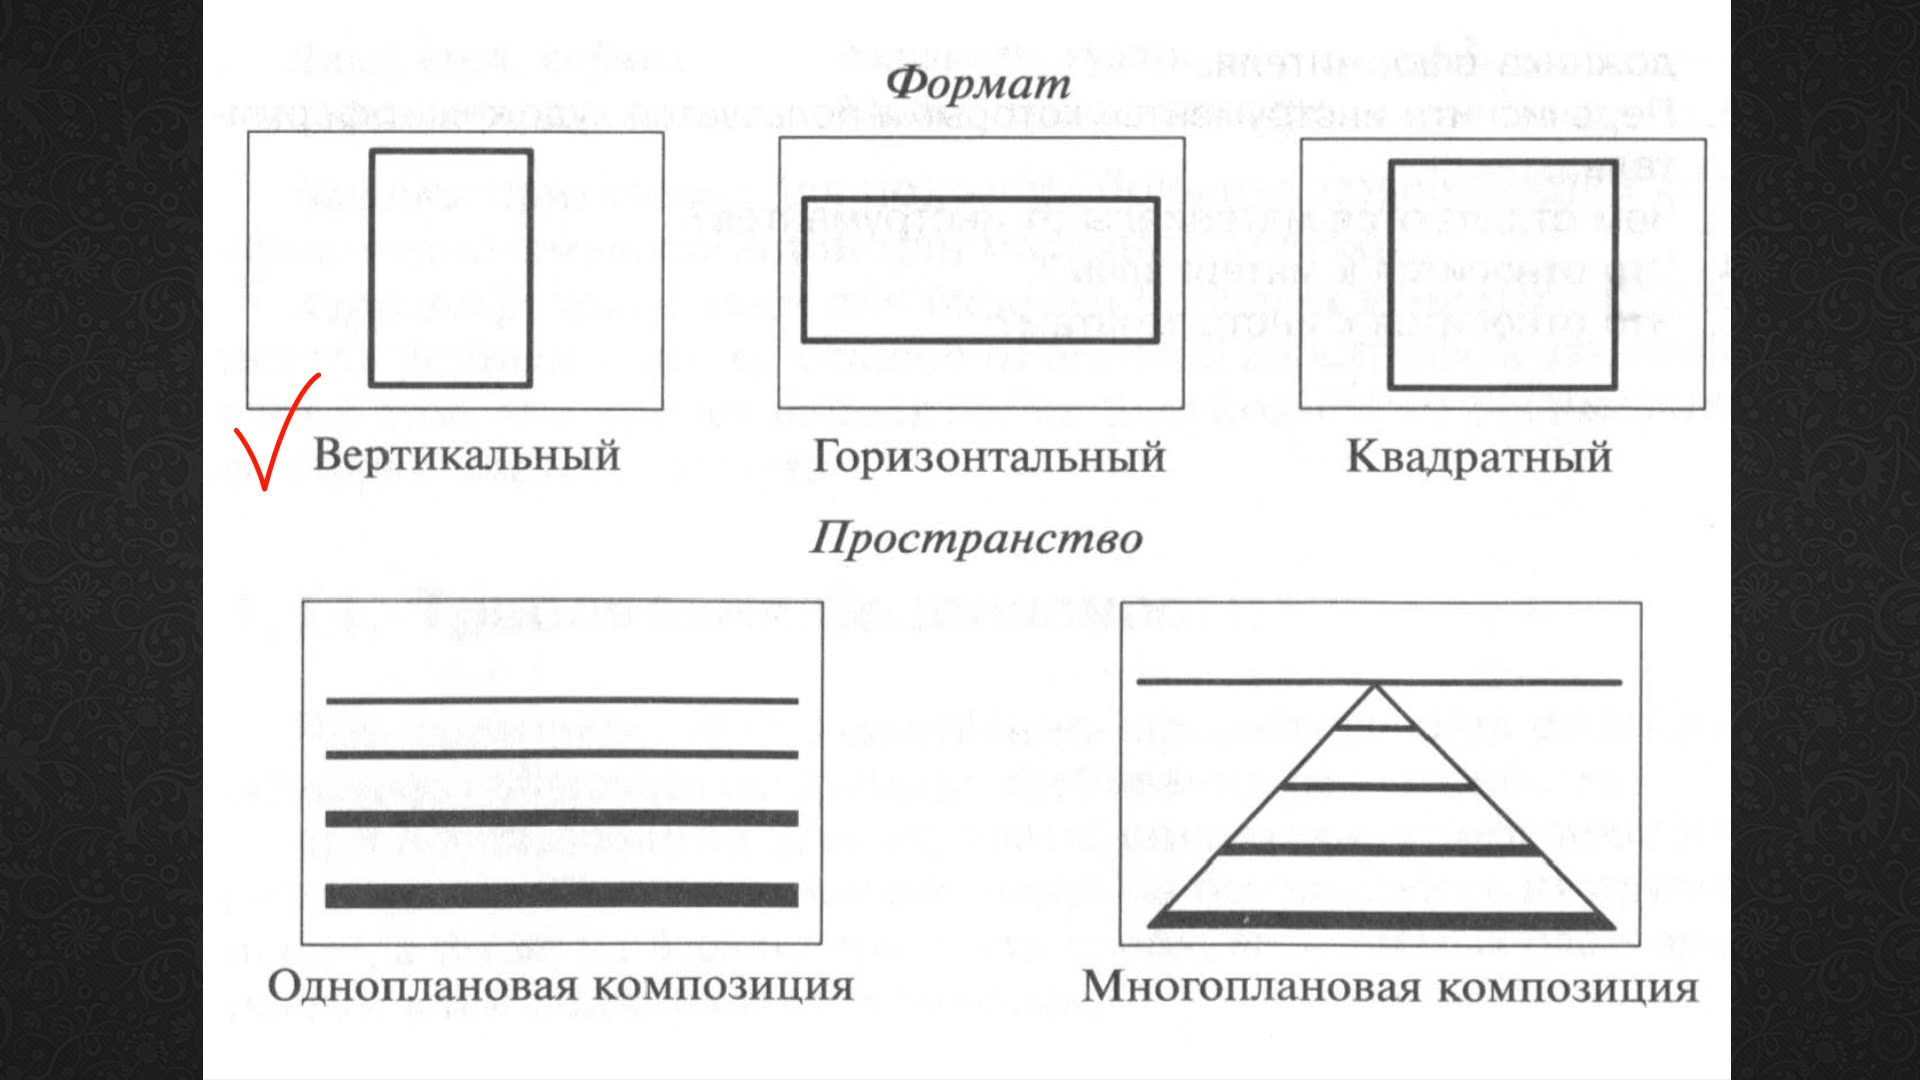 Формат
Вертикальный
Горизонтальный
Квадратный
Пространство
Одноплановая композиция
Многоплановая композиция